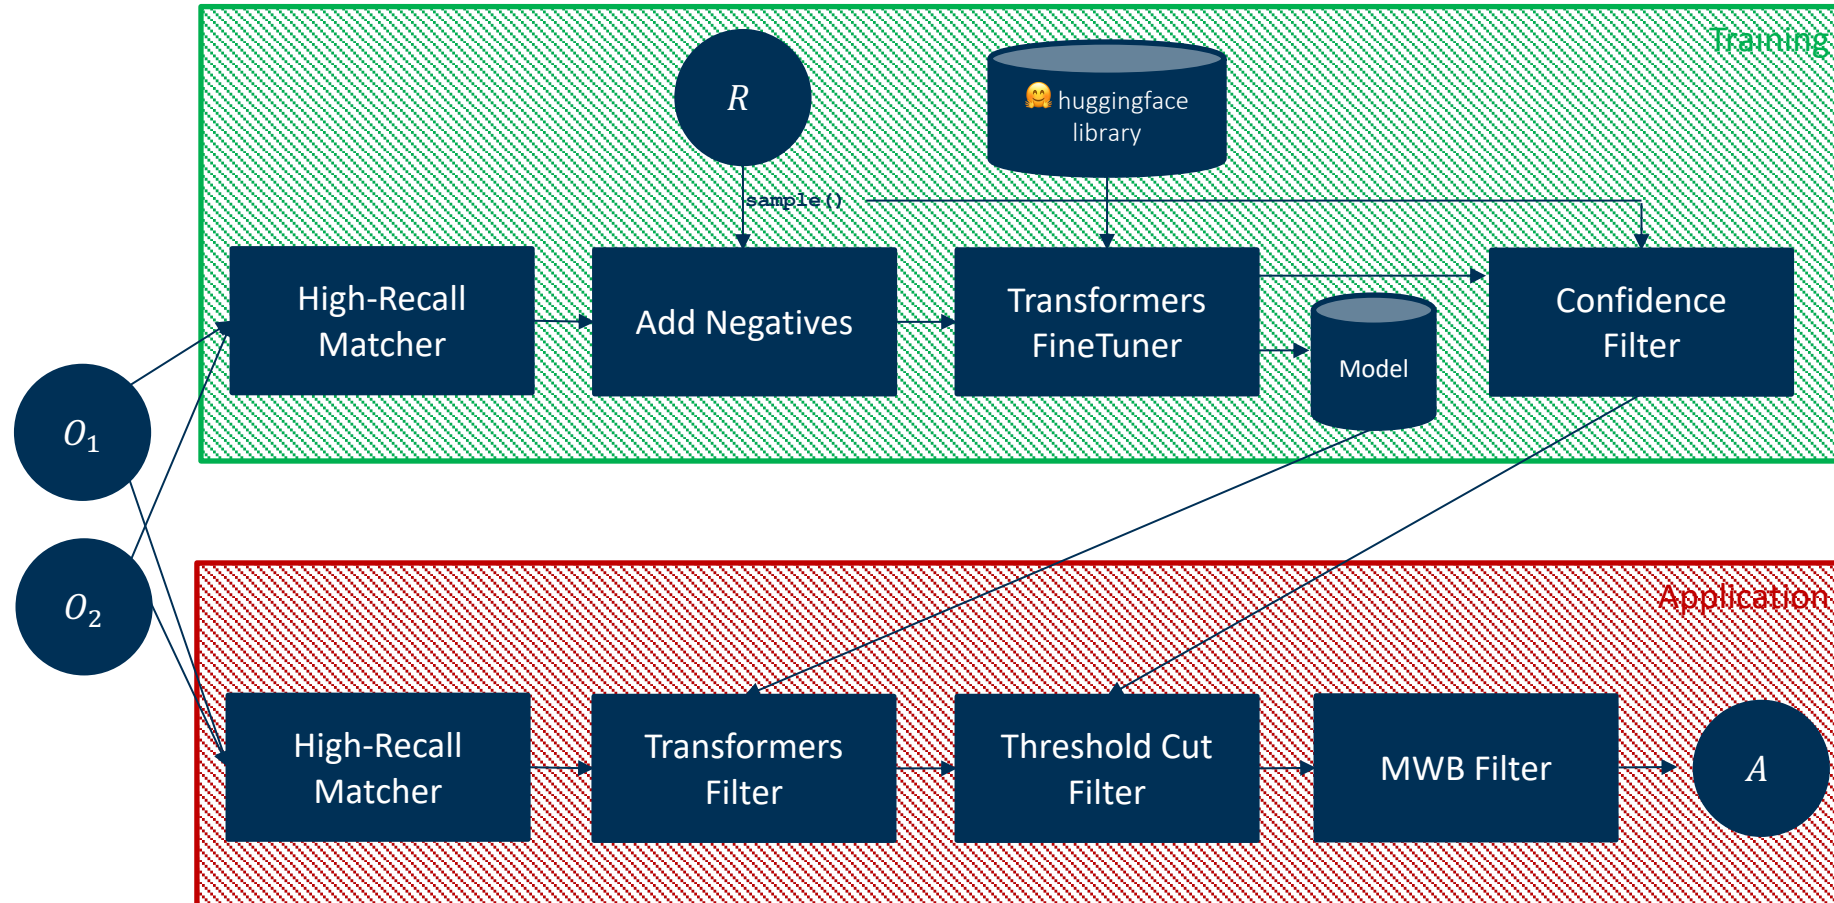 Training
R
🤗 huggingface
library
sample()
High-Recall
Matcher
Add Negatives
Transformers
FineTuner
Model
Confidence
Filter
O₁
O₂
Application
High-Recall
Matcher
Transformers
Filter
Threshold Cut
Filter
MWB Filter
A